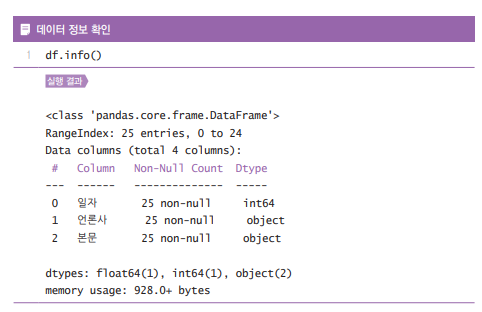 데이터 정보 확인
1 df.info()
실행 결과
<class 'pandas.core.frame.DataFrame'>
RangeIndex: 25 entries, 0 to 24
Data columns (total 4 columns):
# Column Non-Null Count Dtype
--- ------ -------------- -----
0 일자 25 non-null int64
1 언론사 25 non-null object
2 본문 25 non-null object
dtypes: float64(1), int64(1), object(2)
memory usage: 928.0+ bytes